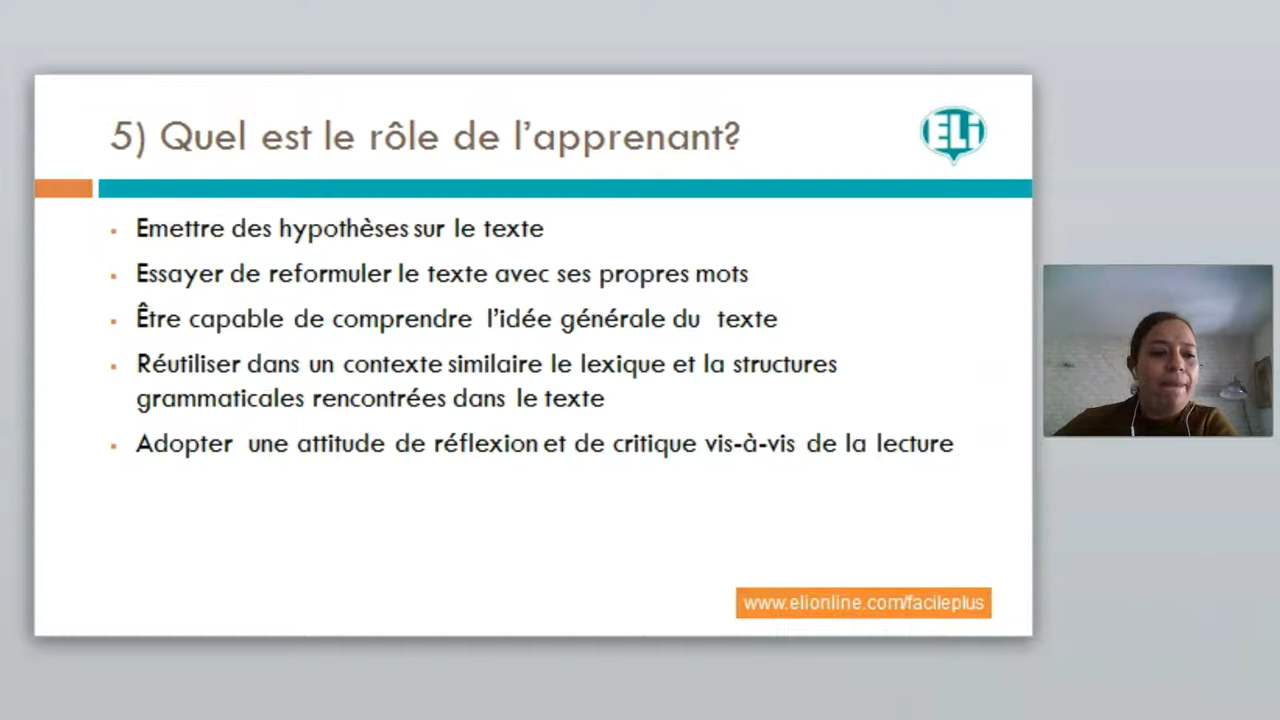 5) Quel est le rôle de l'apprenant?
ELi
Emettre des hypothèses sur le texte
Essayer de reformuler le texte avec ses propres mots
Être capable de comprendre l'idée générale du texte
Réutiliser dans un contexte similaire le lexique et la structures
grammaticales rencontrées dans le texte
Adopter une attitude de réflexion et de critique vis-à-vis de la lecture
www.elionline.com/facileplus